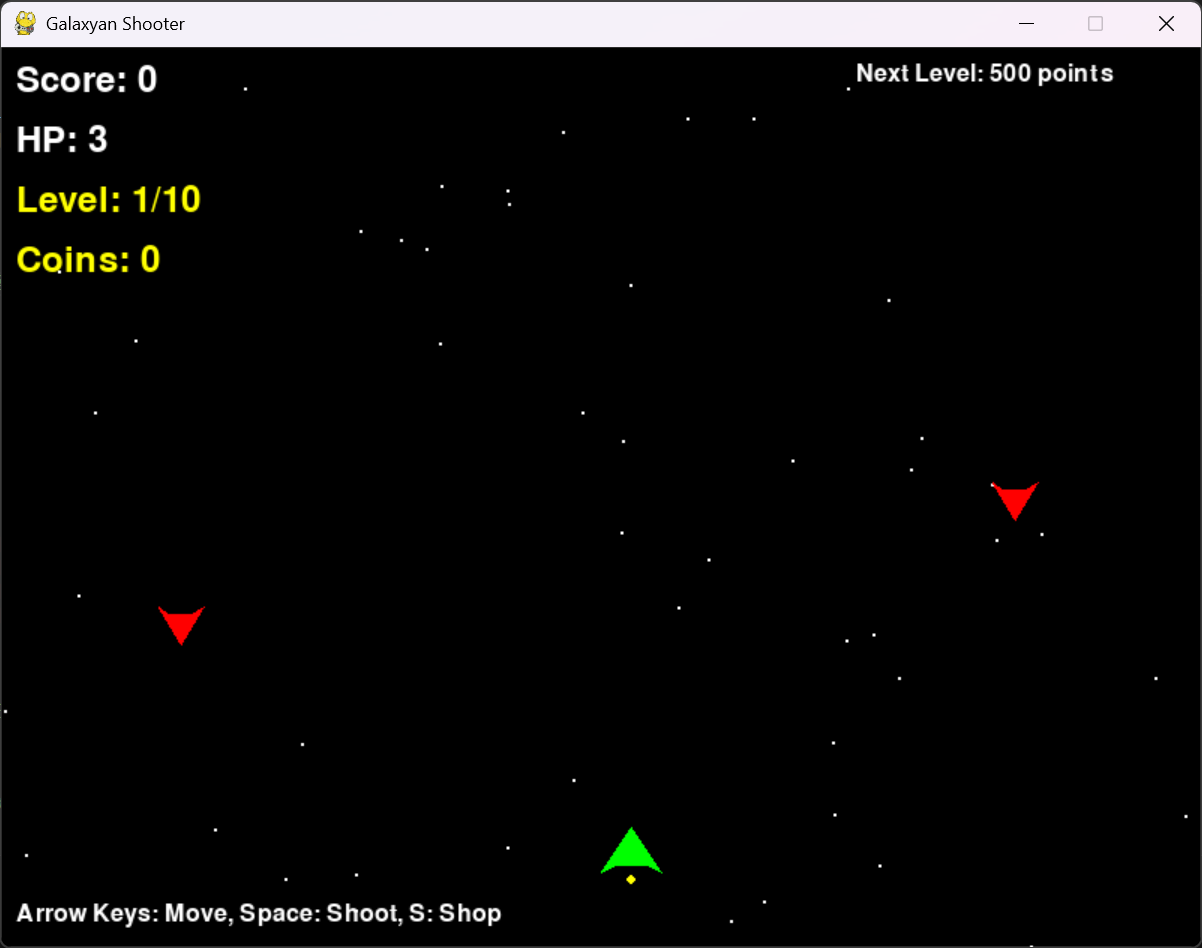 Galaxyan Shooter
Score: 0
Next Level: 500 points
HP: 3
Level: 1/10
Coins: 0
Arrow Keys: Move, Space: Shoot, S: Shop